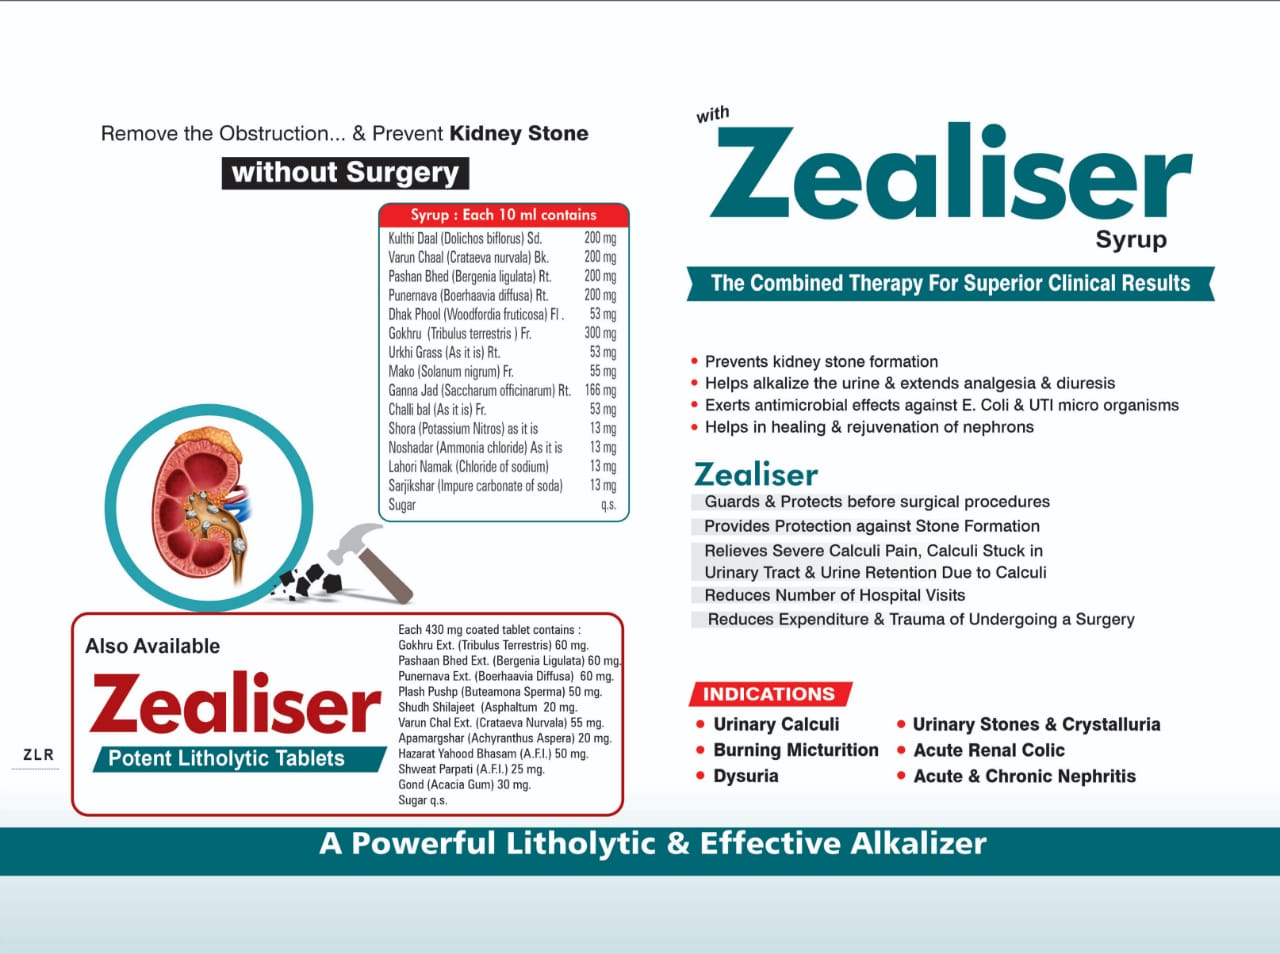 Remove the Obstruction... & Prevent Kidney Stone
without Surgery
Syrup : Each 10 ml contains
Kulthi Daal (Dolichos biflorus) Sd. 200 mg
Varun Chaal (Crataeva nurvala) Bk. 200 mg
Pashan Bhed (Bergenia ligulata) Rt. 200 mg
Punernava (Boerhaavia diffusa) Rt. 200 mg
Dhak Phool (Woodfordia fruticosa) Fl . 53 mg
Gokhru (Tribulus terrestris ) Fr. 300 mg
Urkhi Grass (As it is) Rt. 53 mg
Mako (Solanum nigrum) Fr. 55 mg
Ganna Jad (Saccharum officinarum) Rt. 166 mg
Challi bal (As it is) Fr. 53 mg
Shora (Potassium Nitros) as it is 13 mg
Noshadar (Ammonia chloride) As it is 13 mg
Lahori Namak (Chloride of sodium) 13 mg
Sarjikshar (Impure carbonate of soda) 13 mg
Sugar q.s.
Also Available
Zealiser
Potent Litholytic Tablets
Each 430 mg coated tablet contains :
Gokhru Ext. (Tribulus Terrestris) 60 mg.
Pashaan Bhed Ext. (Bergenia Ligulata) 60 mg.
Punernava Ext. (Boerhaavia Diffusa) 60 mg.
Plash Pushp (Buteamona Sperma) 50 mg.
Shudh Shilajeet (Asphaltum 20 mg.
Varun Chal Ext. (Crataeva Nurvala) 55 mg.
Apamargshar (Achyranthus Aspera) 20 mg.
Hazarat Yahood Bhasam (A.F.I.) 50 mg.
Shweat Parpati (A.F.I.) 25 mg.
Gond (Acacia Gum) 30 mg.
Sugar q.s.
ZLR
with
Zealiser
Syrup
The Combined Therapy For Superior Clinical Results
• Prevents kidney stone formation
• Helps alkalize the urine & extends analgesia & diuresis
• Exerts antimicrobial effects against E. Coli & UTI micro organisms
• Helps in healing & rejuvenation of nephrons
Zealiser
Guards & Protects before surgical procedures
Provides Protection against Stone Formation
Relieves Severe Calculi Pain, Calculi Stuck in
Urinary Tract & Urine Retention Due to Calculi
Reduces Number of Hospital Visits
Reduces Expenditure & Trauma of Undergoing a Surgery
INDICATIONS
• Urinary Calculi
• Burning Micturition
• Dysuria
• Urinary Stones & Crystalluria
• Acute Renal Colic
• Acute & Chronic Nephritis
A Powerful Litholytic & Effective Alkalizer